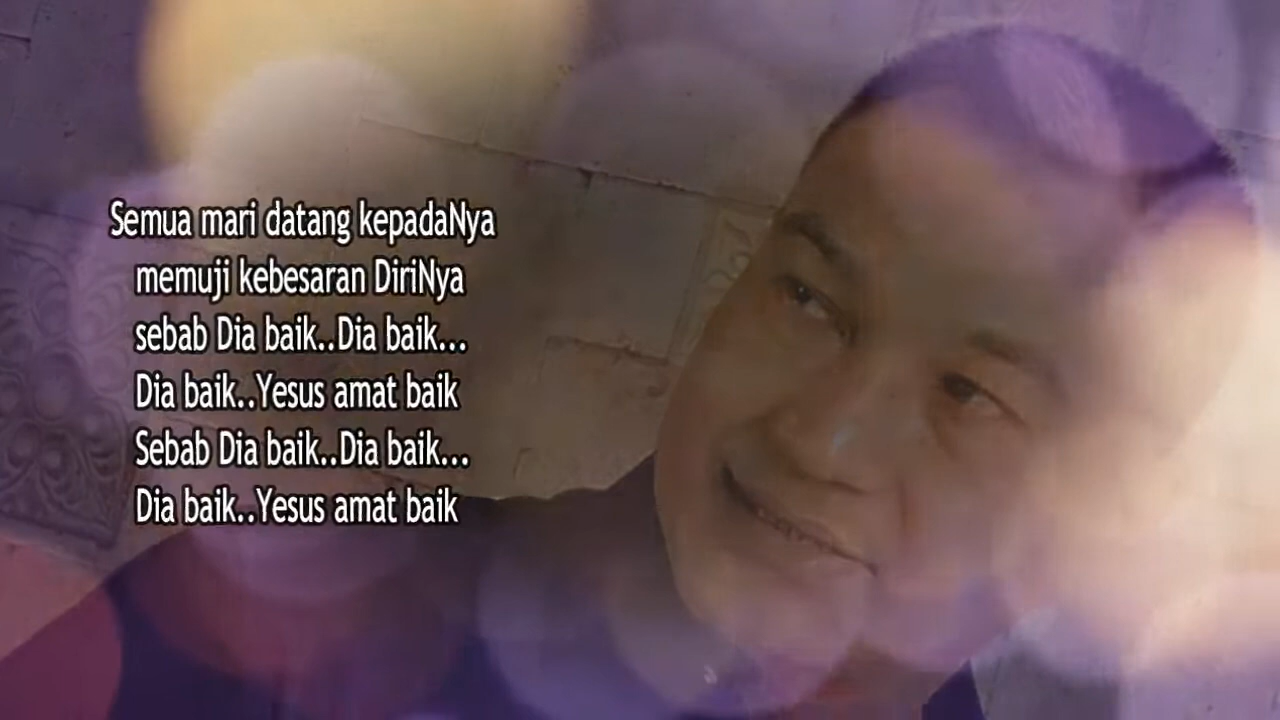 Semua mari datang kepadaNya
memuji kebesaran DiriNya
sebab Dia baik..Dia baik...
Dia baik..Yesus amat baik
Sebab Dia baik..Dia baik...
Dia baik..Yesus amat baik